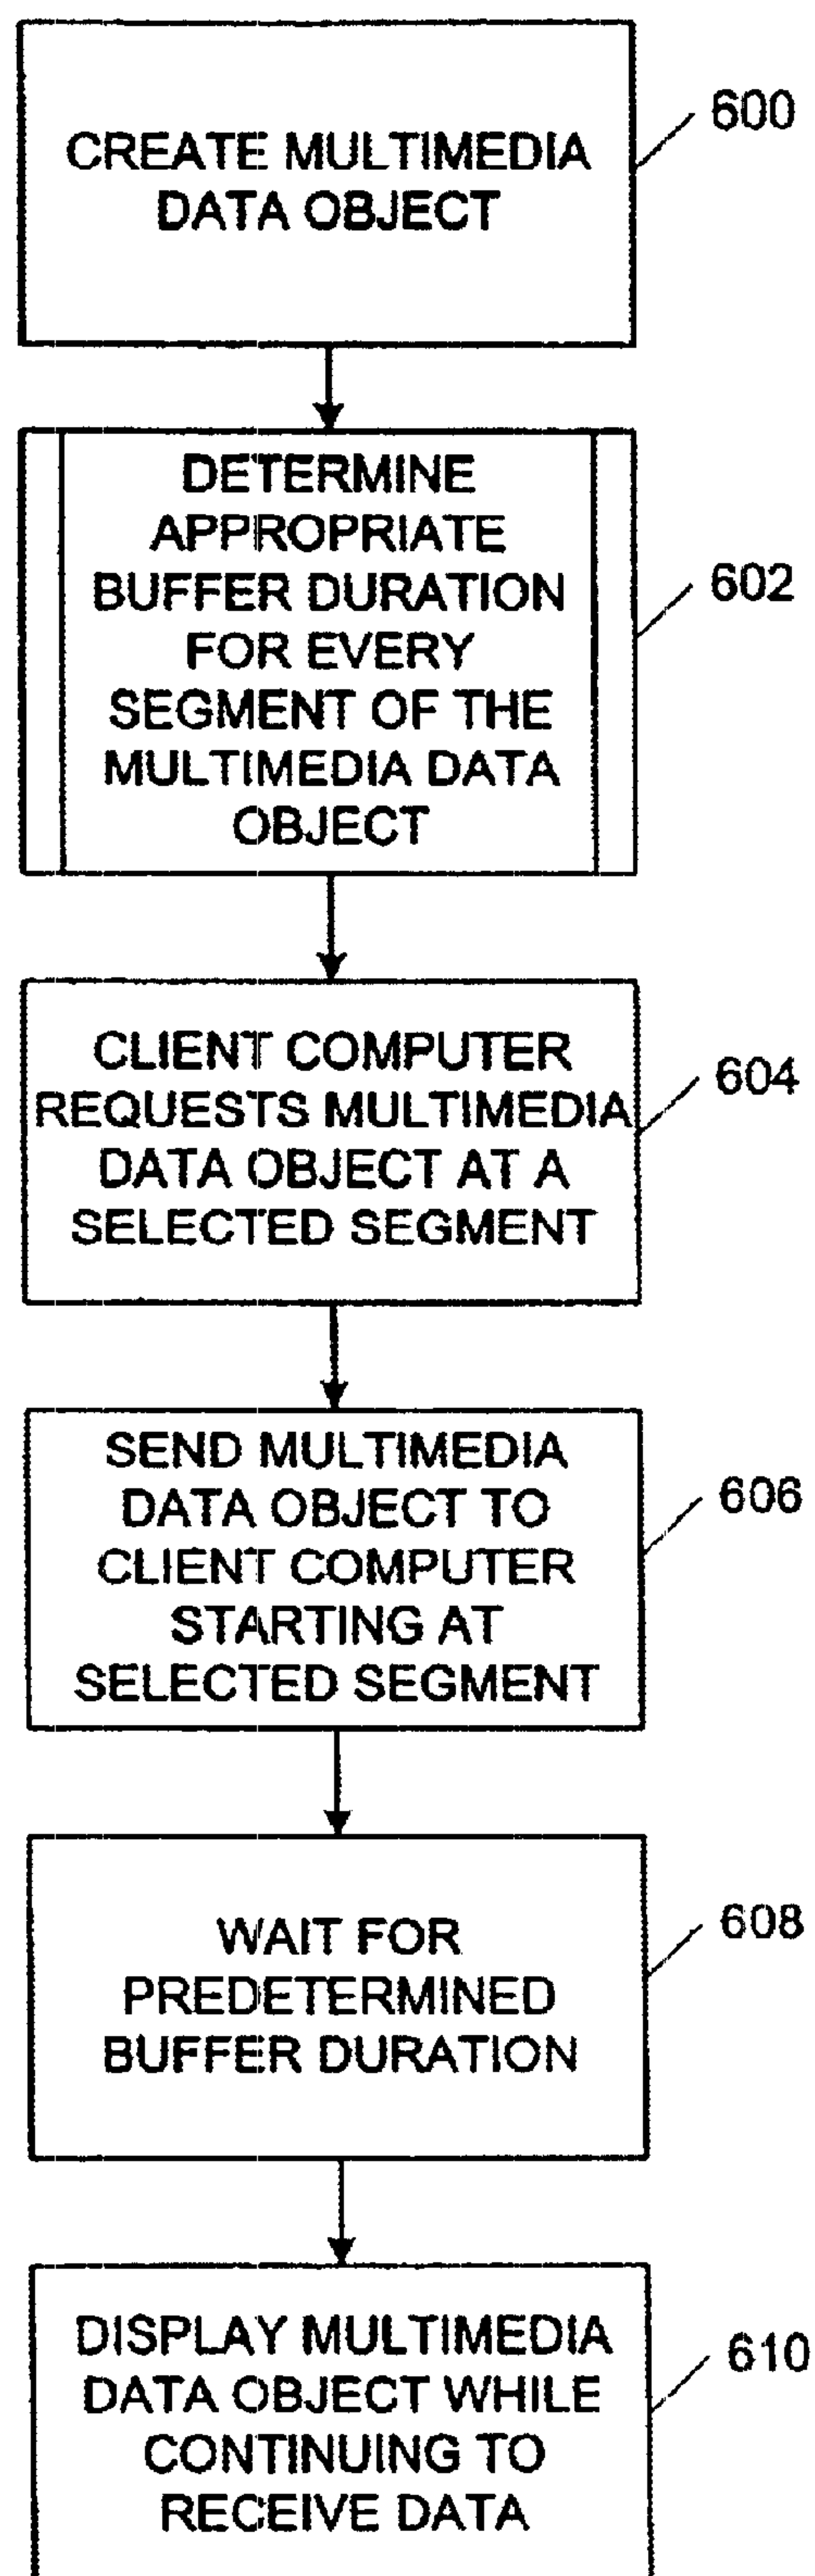 CREATE MULTIMEDIA
DATA OBJECT
600
DETERMINE
APPROPRIATE
BUFFER DURATION
FOR EVERY
SEGMENT OF THE
MULTIMEDIA DATA
OBJECT
602
CLIENT COMPUTER
REQUESTS MULTIMEDIA
DATA OBJECT AT A
SELECTED SEGMENT
604
SEND MULTIMEDIA
DATA OBJECT TO
CLIENT COMPUTER
STARTING AT
SELECTED SEGMENT
606
WAIT FOR
PREDETERMINED
BUFFER DURATION
608
DISPLAY MULTIMEDIA
DATA OBJECT WHILE
CONTINUING TO
RECEIVE DATA
610